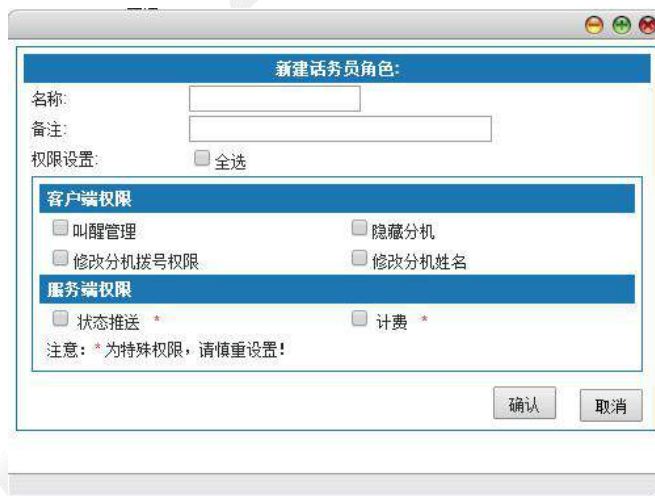 新建话务员角色:
名称:
备注:
权限设置: 全选
客户端权限
叫醒管理 隐藏分机
修改分机拨号权限 修改分机姓名
服务端权限
状态推送 * 计费 *
注意: *为特殊权限，请慎重设置!
确认 取消